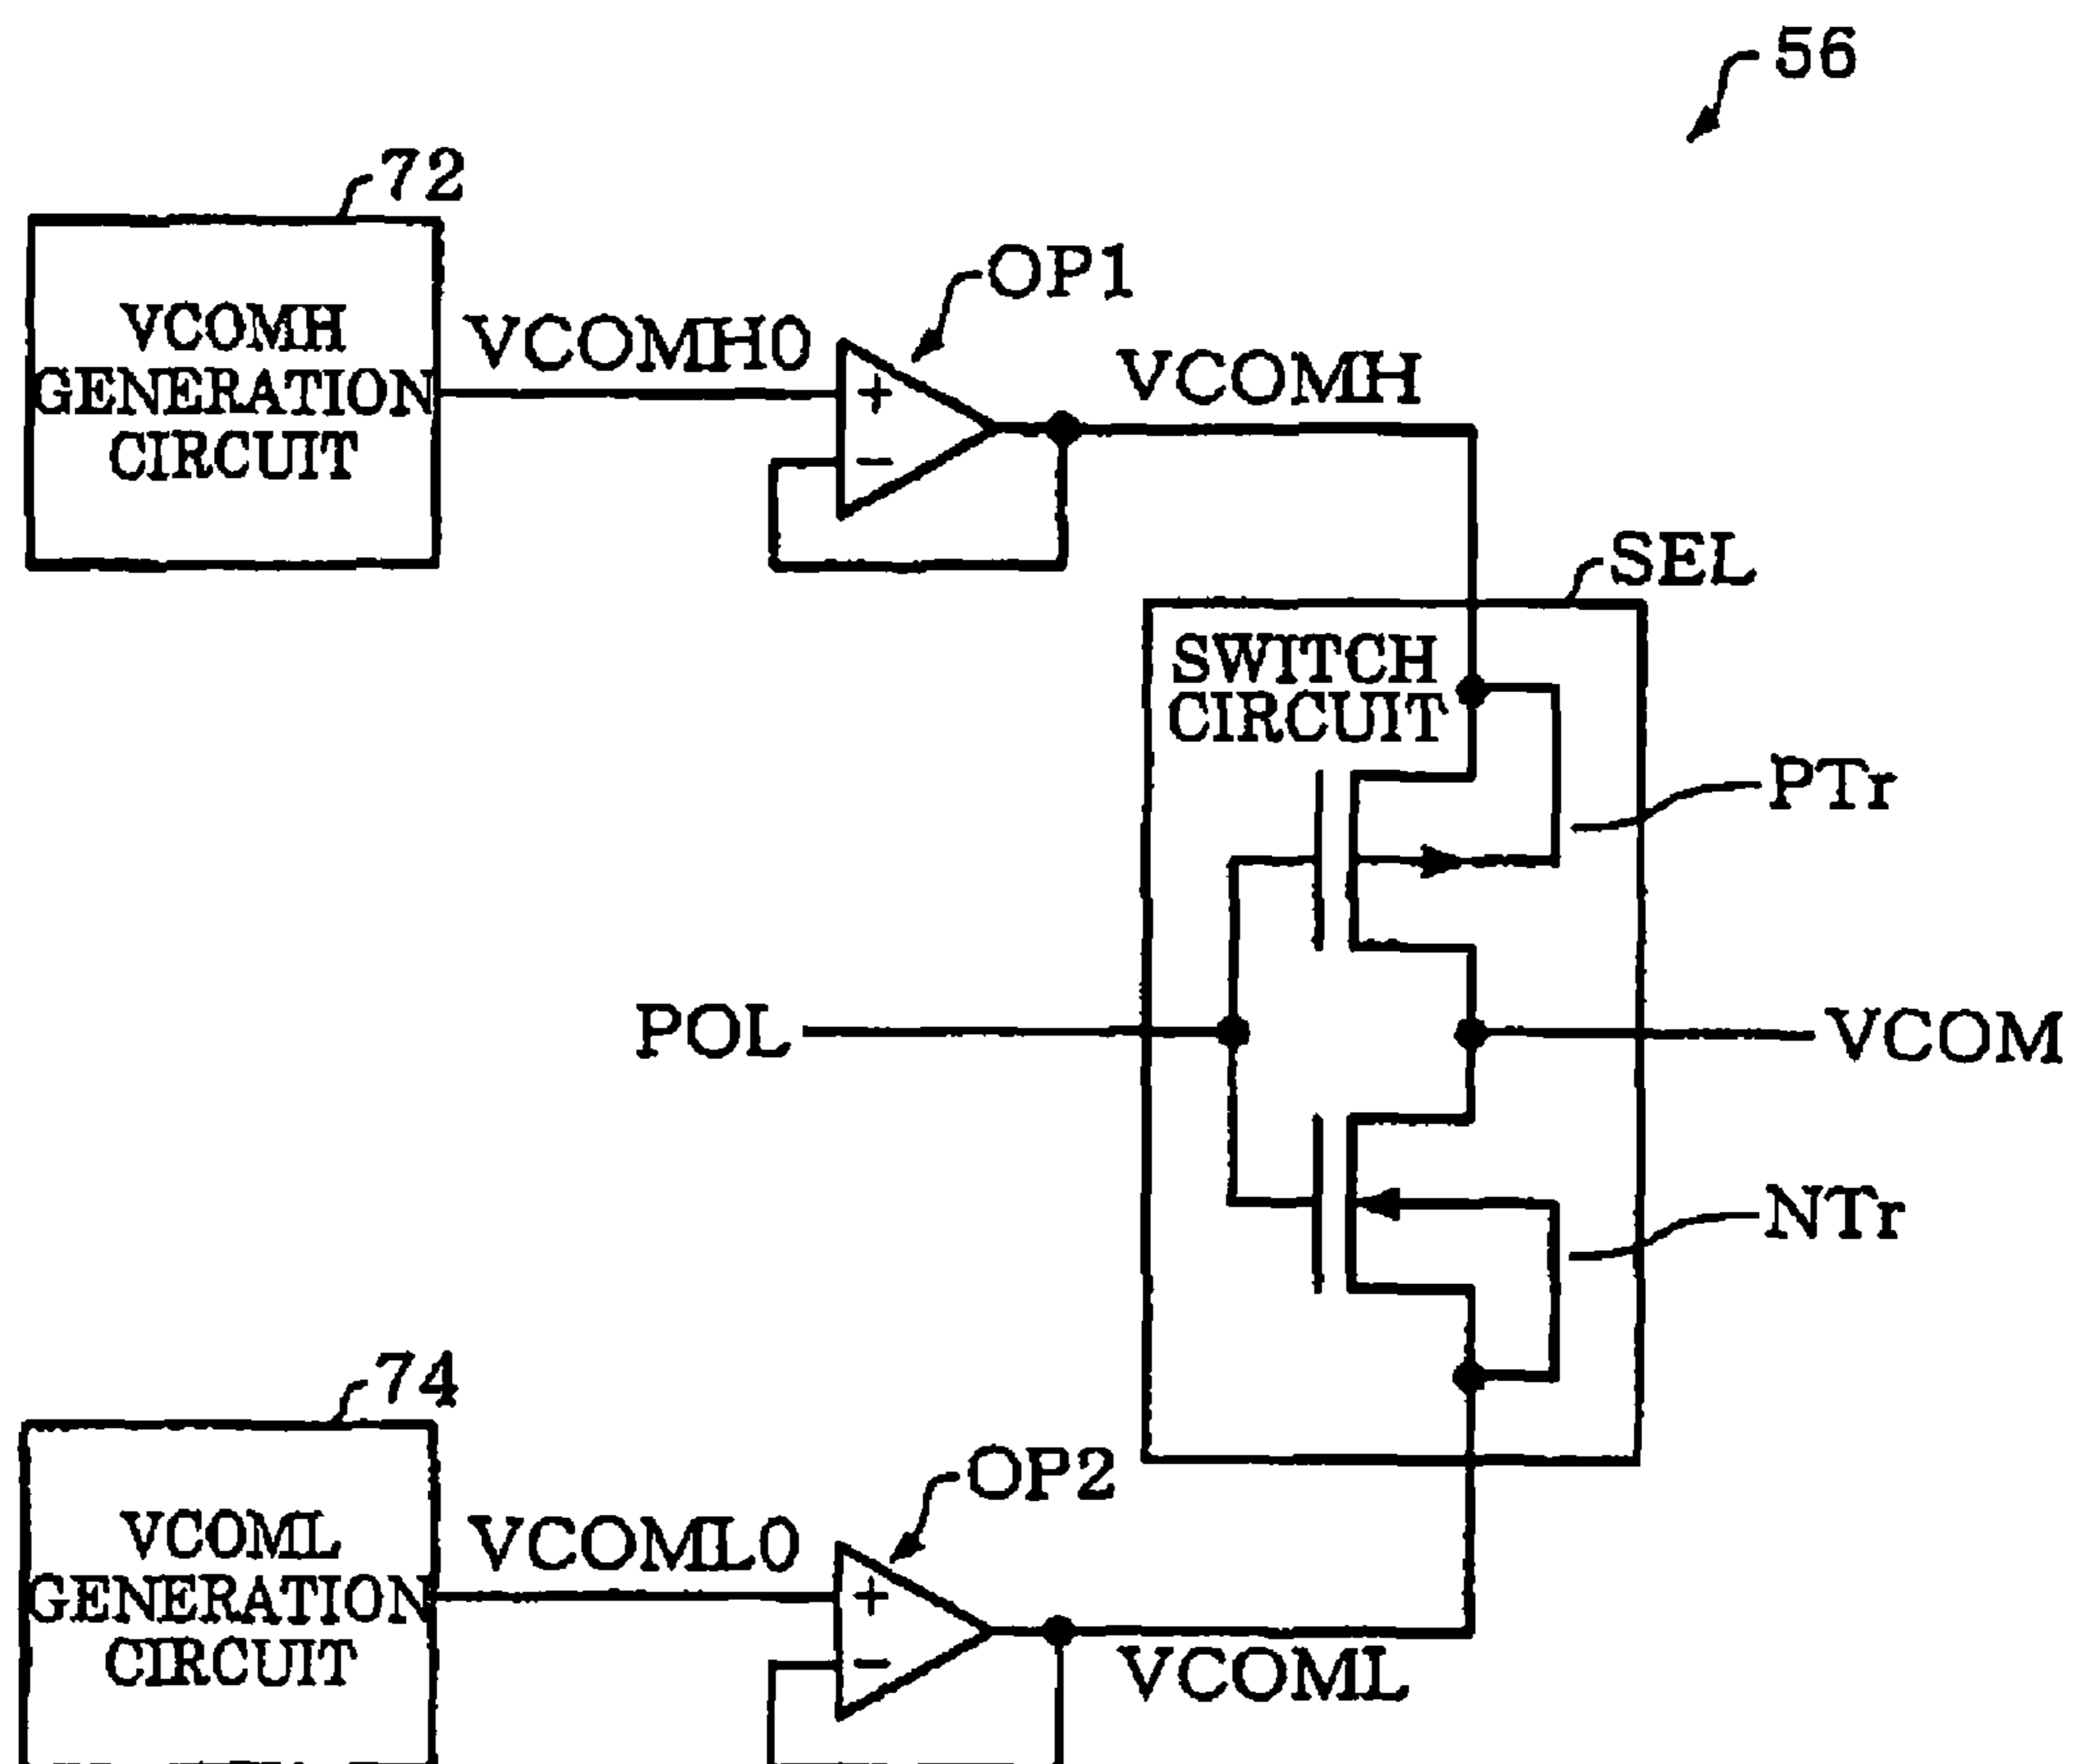 56
72
VCOMH
GENERATION
CIRCUIT
VCOMH0
OP1
+
−
VCOMH
SEL
SWITCH
CIRCUIT
PTr
POL
VCOM
NTr
74
VCOML
GENERATION
CIRCUIT
VCOML0
OP2
+
−
VCOML